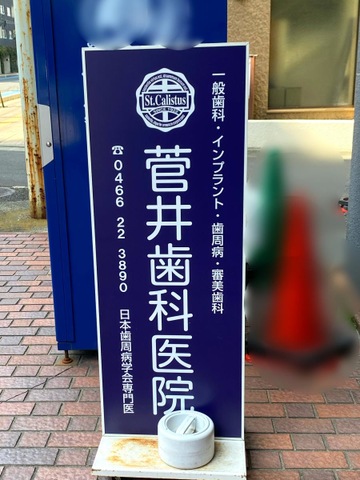 St.Calistus
一般歯科・インプラント・歯周病・審美歯科
菅井歯科医院
☎0466 22 3890 日本歯周病学会専門医